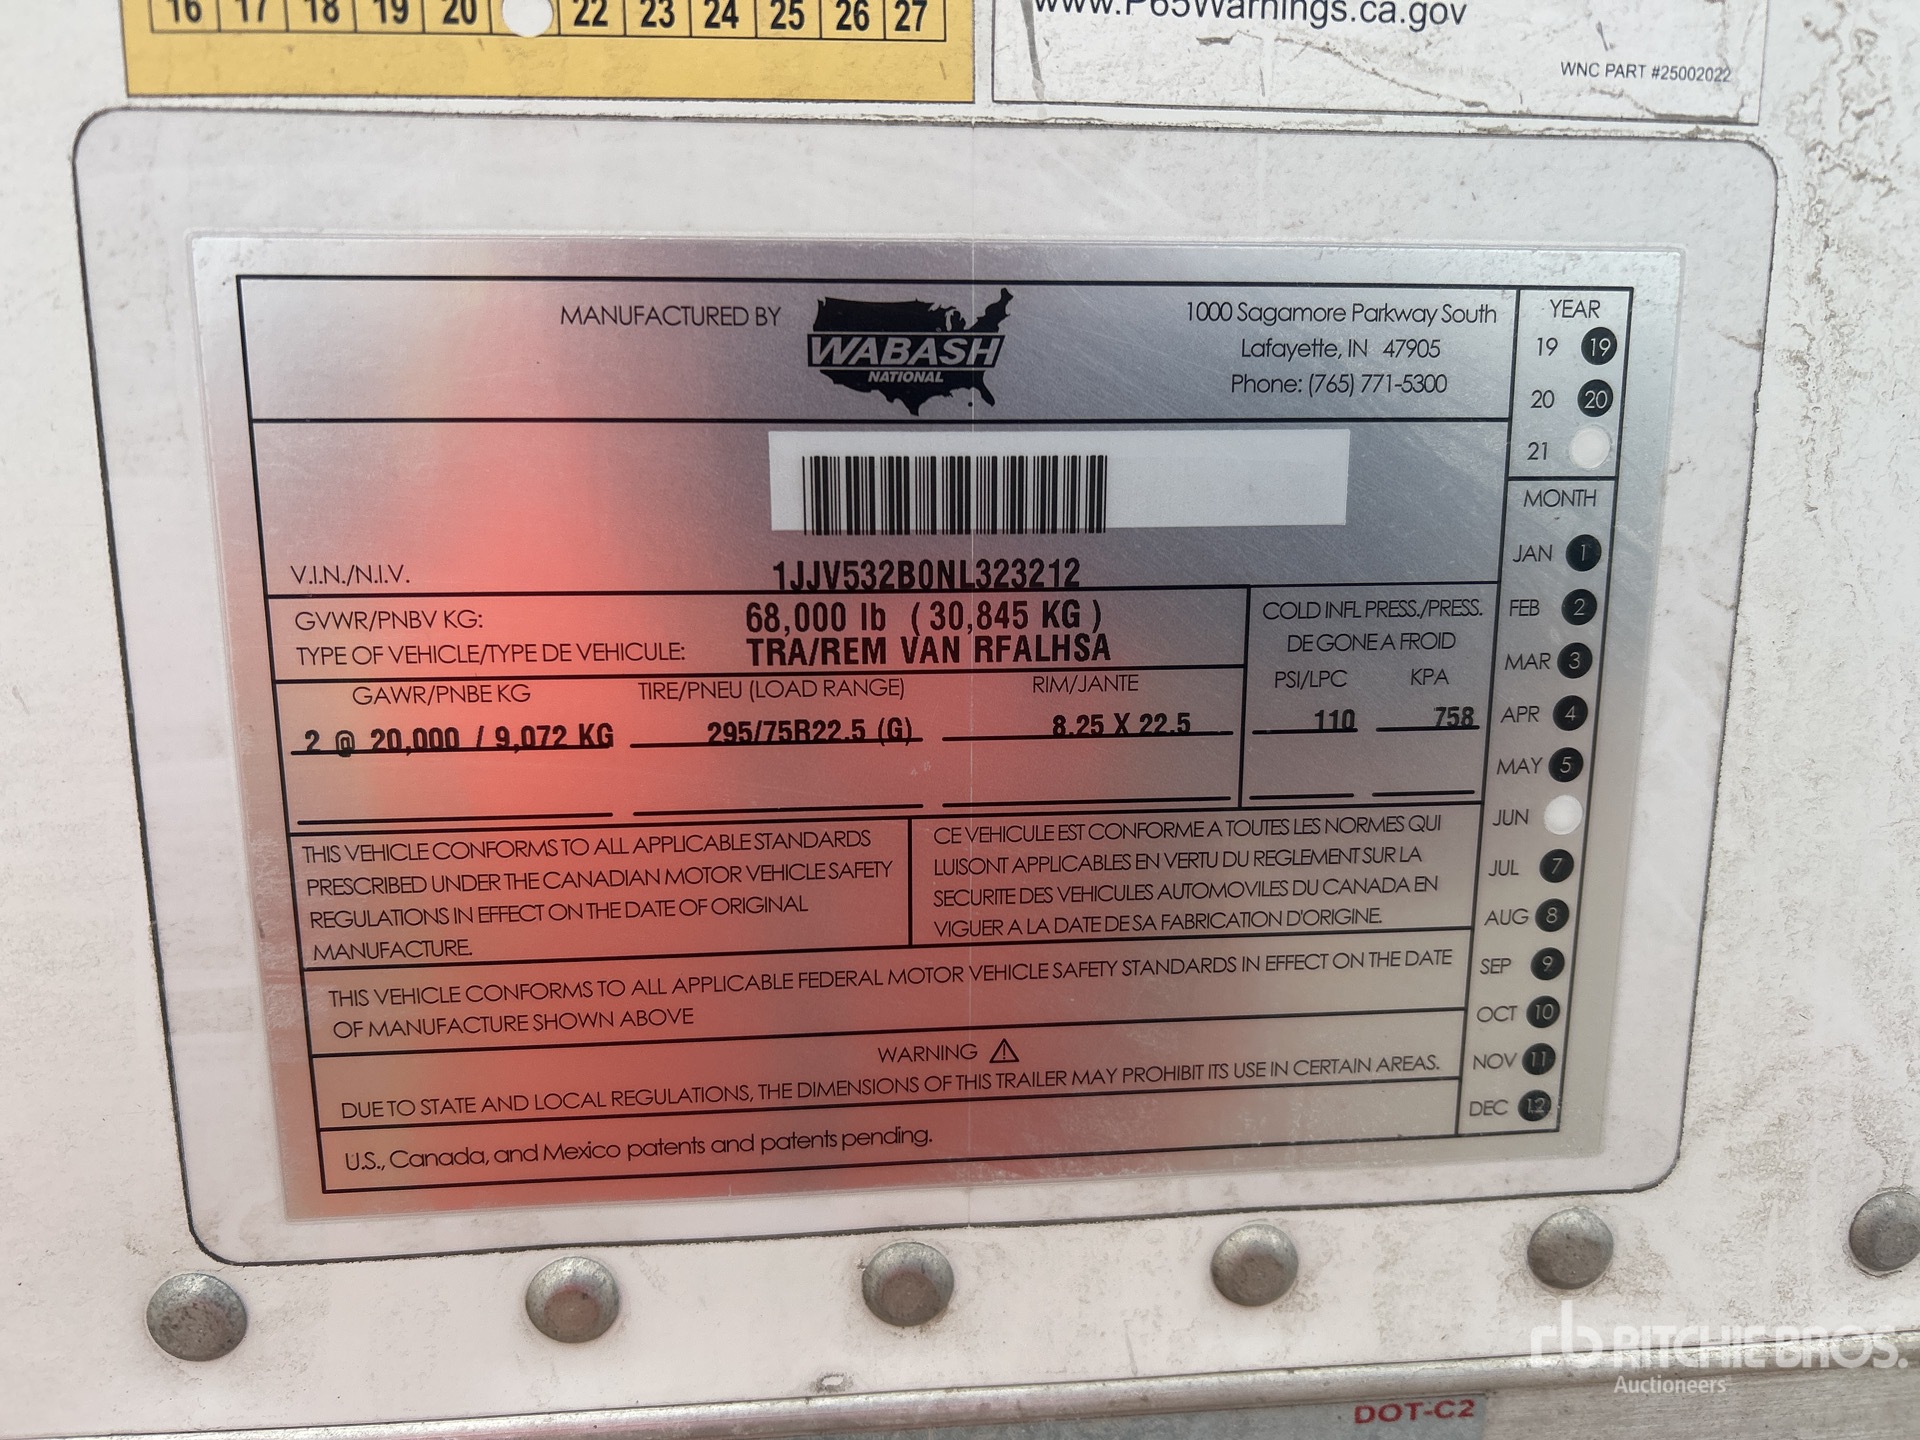 16 17 18 19 20 22 23 24 25 26 27
www.P65Warnings.ca.gov
WNC PART #25002022
MANUFACTURED BY
WABASH
NATIONAL
1000 Sagamore Parkway South
Lafayette, IN 47905
Phone: (765) 771-5300
YEAR
19 19
20 20
21
V.I.N./N.I.V. 1JJV532B0NL323212
GVWR/PNBV KG: 68,000 lb ( 30,845 KG )
TYPE OF VEHICLE/TYPE DE VEHICULE: TRA/REM VAN RFALHSA
COLD INFL PRESS./PRESS.
DE GONE A FROID
GAWR/PNBE KG TIRE/PNEU (LOAD RANGE) RIM/JANTE PSI/LPC KPA
2 @ 20,000 / 9,072 KG 295/75R22.5 (G) 8.25 X 22.5 110 758
MONTH
JAN 1
FEB 2
MAR 3
APR 4
MAY 5
JUN
JUL 7
AUG 8
SEP 9
OCT 10
NOV 11
DEC 12
THIS VEHICLE CONFORMS TO ALL APPLICABLE STANDARDS
PRESCRIBED UNDER THE CANADIAN MOTOR VEHICLE SAFETY
REGULATIONS IN EFFECT ON THE DATE OF ORIGINAL
MANUFACTURE.
CE VEHICULE EST CONFORME A TOUTES LES NORMES QUI
LUISONT APPLICABLES EN VERTU DU REGLEMENT SUR LA
SECURITE DES VEHICULES AUTOMOVILES DU CANADA EN
VIGUER A LA DATE DE SA FABRICATION D'ORIGINE.
THIS VEHICLE CONFORMS TO ALL APPLICABLE FEDERAL MOTOR VEHICLE SAFETY STANDARDS IN EFFECT ON THE DATE
OF MANUFACTURE SHOWN ABOVE
WARNING
DUE TO STATE AND LOCAL REGULATIONS, THE DIMENSIONS OF THIS TRAILER MAY PROHIBIT ITS USE IN CERTAIN AREAS.
U.S., Canada, and Mexico patents and patents pending.
rb RITCHIE BROS.
Auctioneers
DOT-C2